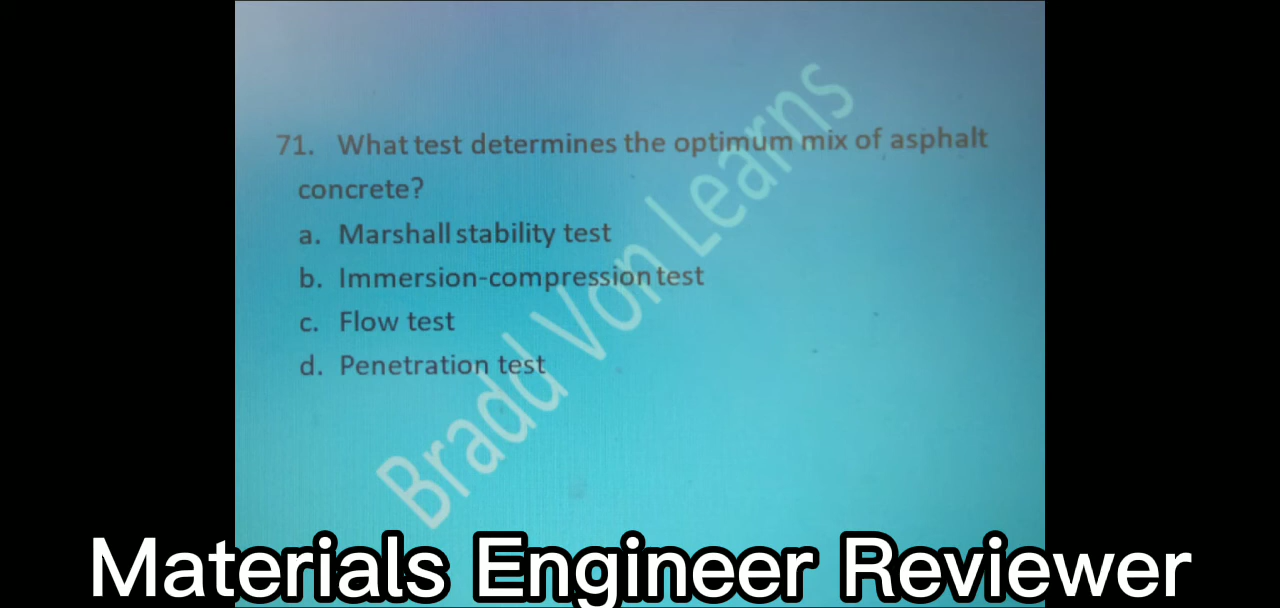 71. What test determines the optimum mix of asphalt
concrete?
a. Marshall stability test
b. Immersion-compression test
c. Flow test
d. Penetration test
Bradd Von Learns
Materials Engineer Reviewer